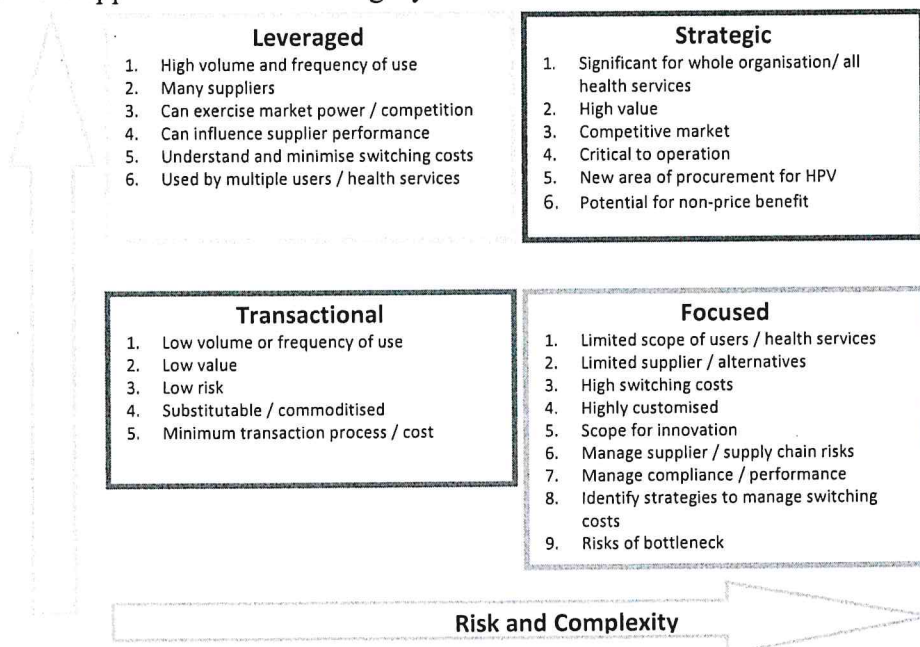 Leveraged
1. High volume and frequency of use
2. Many suppliers
3. Can exercise market power / competition
4. Can influence supplier performance
5. Understand and minimise switching costs
6. Used by multiple users / health services
Strategic
1. Significant for whole organisation/ all
health services
2. High value
3. Competitive market
4. Critical to operation
5. New area of procurement for HPV
6. Potential for non-price benefit
Transactional
1. Low volume or frequency of use
2. Low value
3. Low risk
4. Substitutable / commoditised
5. Minimum transaction process / cost
Focused
1. Limited scope of users / health services
2. Limited supplier / alternatives
3. High switching costs
4. Highly customised
5. Scope for innovation
6. Manage supplier / supply chain risks
7. Manage compliance / performance
8. Identify strategies to manage switching
costs
9. Risks of bottleneck
Risk and Complexity